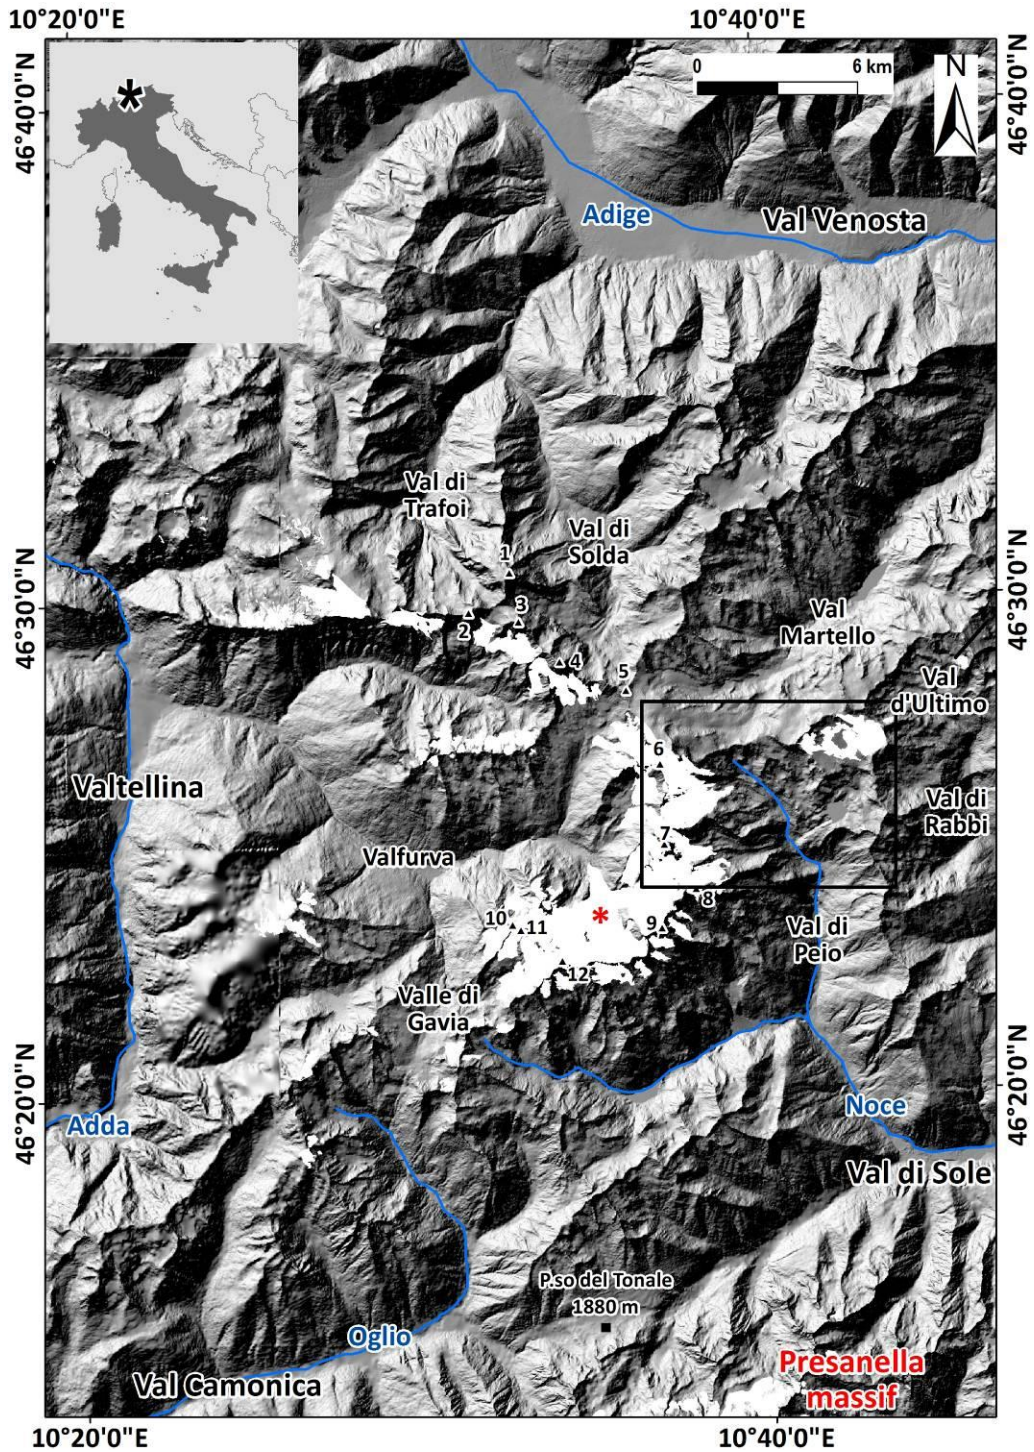 10°20'0"E
10°40'0"E
46°40'0"N
46°40'0"N
0
6 km
N
*
Adige
Val Venosta
Val di
Trafoi
Val di
Solda
1
46°30'0"N
46°30'0"N
2
3
Val
Martello
4
5
Val
d'Ultimo
6
Valtellina
Val di
Rabbi
7
Valfurva
8
*
10
11
9
Val di
Peio
12
Valle di
Gavia
46°20'0"N
46°20'0"N
Adda
Noce
Val di Sole
P.so del Tonale
1880 m
Oglio
Presanella
massif
Val Camonica
10°20'0"E
10°40'0"E